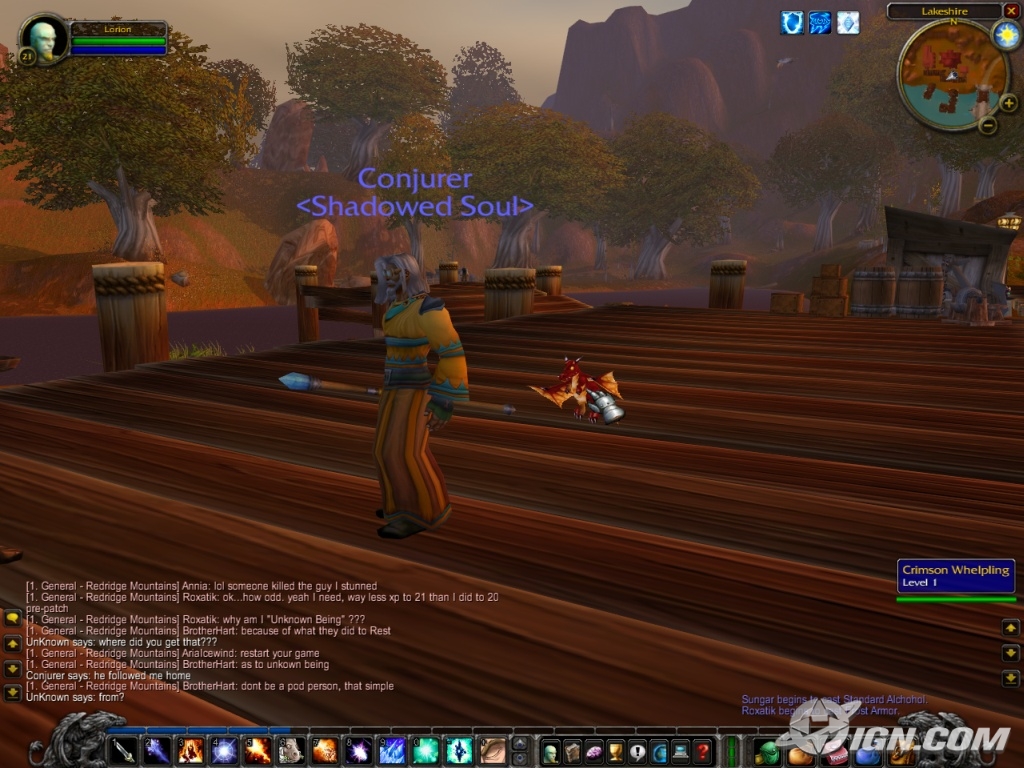 Lorion
21
Lakeshire
N
Conjurer
<Shadowed Soul>
Crimson Whelpling
Level 1
[1. General - Redridge Mountains] Annia: lol someone killed the guy I stunned
[1. General - Redridge Mountains] Roxatik: ok...how odd. yeah I need, way less xp to 21 than I did to 20
pre-patch
[1. General - Redridge Mountains] Roxatik: why am I "Unknown Being" ???
[1. General - Redridge Mountains] BrotherHart: because of what they did to Rest
UnKnown says: where did you get that???
[1. General - Redridge Mountains] AriaIcewind: restart your game
[1. General - Redridge Mountains] BrotherHart: as to unkown being
Conjurer says: he followed me home
[1. General - Redridge Mountains] BrotherHart: dont be a pod person, that simple
UnKnown says: from?
Sungar begins to cast Standard Alchohol.
Roxatik Armor.
IGN.COM